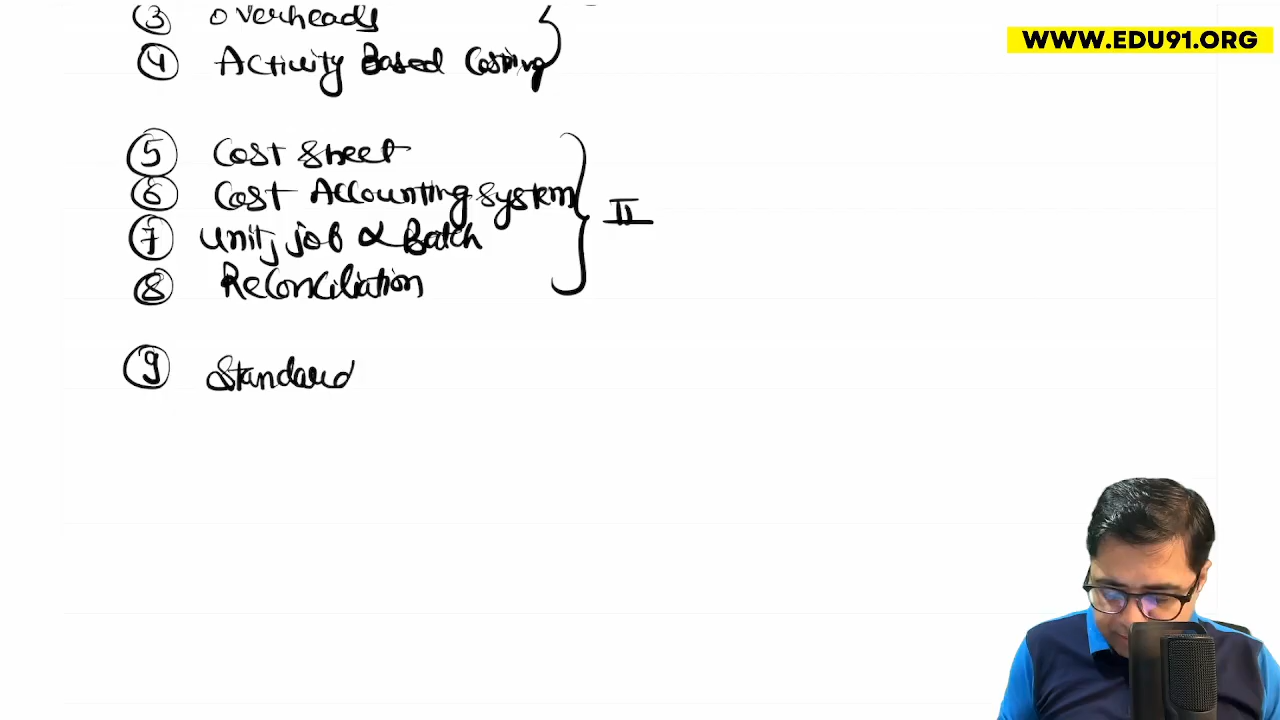 ③ overheads
WWW.EDU91.ORG
④ Activity Based Costing
⑤ Cost sheet
⑥ Cost Accounting System
II
⑦ unit, job & Batch
⑧ Reconciliation
⑨ Standard